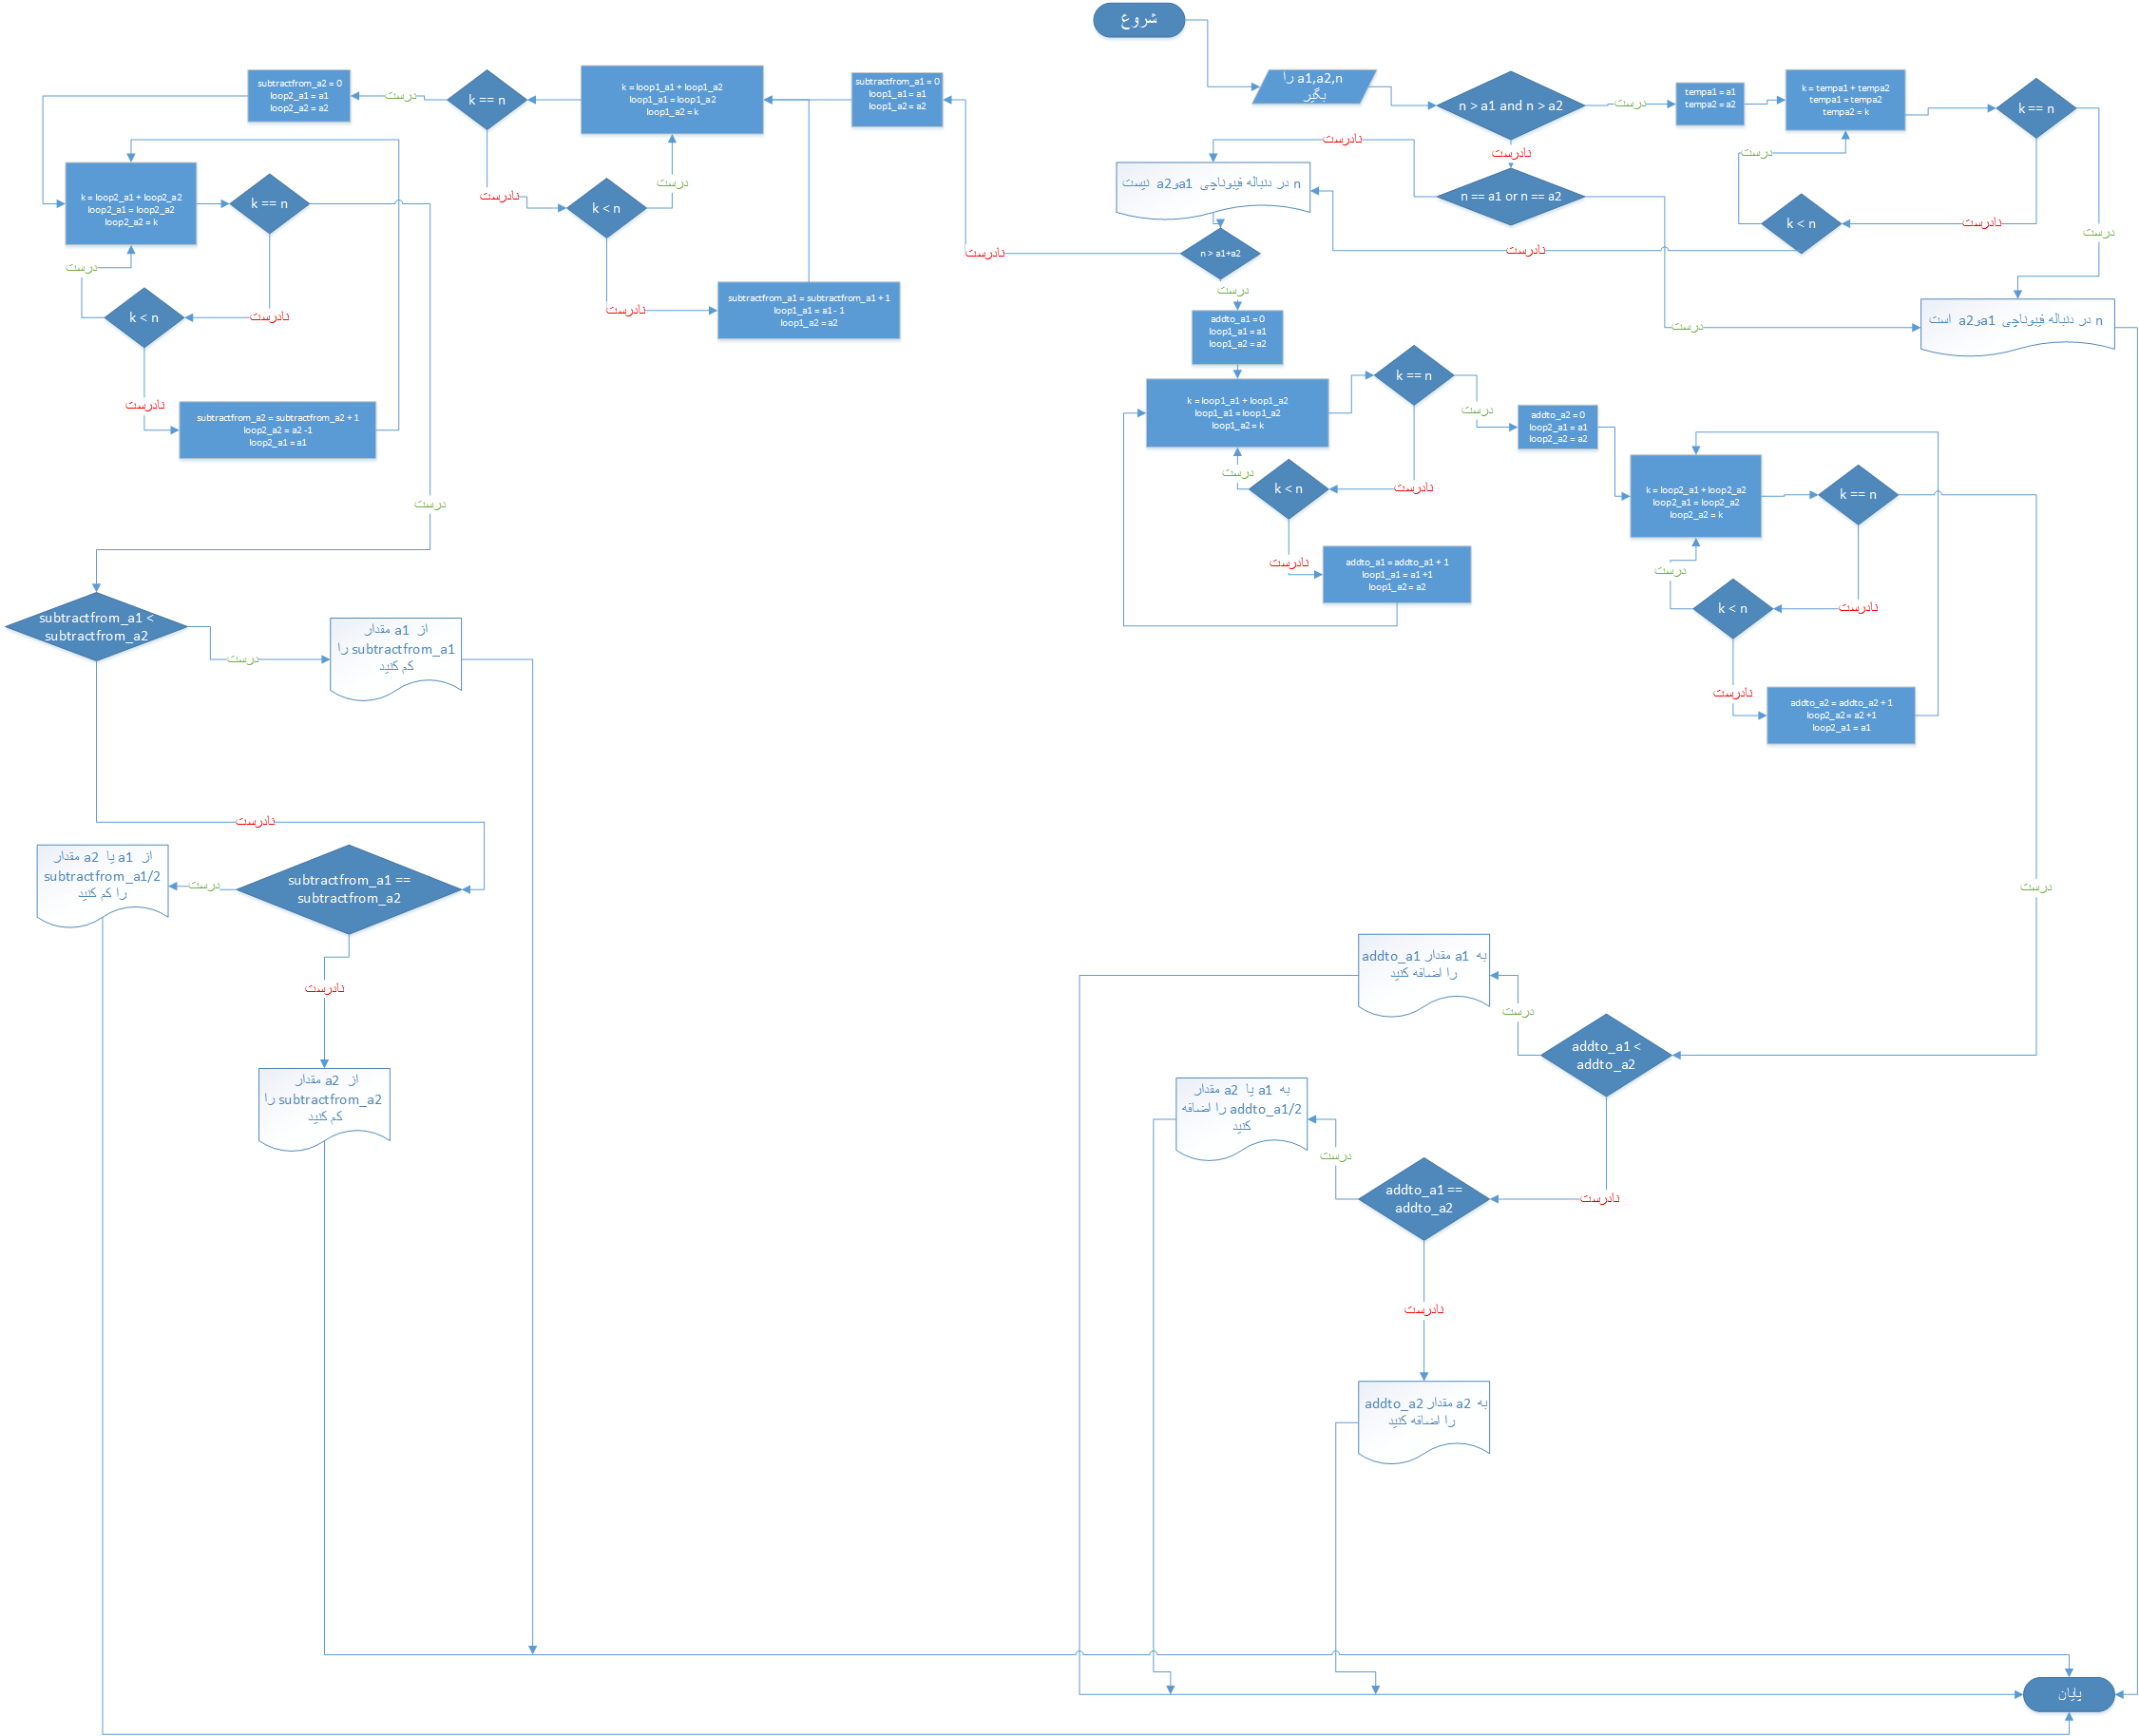 شروع
a1,a2,n را
بگیر
n > a1 and n > a2
درست
tempa1 = a1
tempa2 = a2
k = tempa1 + tempa2
tempa1 = tempa2
tempa2 = k
k == n
درست
نادرست
k < n
درست
نادرست
نادرست
n == a1 or n == a2
نادرست
درست
n در دنباله فیبوناچی a1وa2 نیست
n در دنباله فیبوناچی a1وa2 است
n > a1+a2
نادرست
درست
subtractfrom_a1 = 0
loop1_a1 = a1
loop1_a2 = a2
k = loop1_a1 + loop1_a2
loop1_a1 = loop1_a2
loop1_a2 = k
k == n
درست
نادرست
k < n
درست
نادرست
subtractfrom_a1 = subtractfrom_a1 + 1
loop1_a1 = a1 - 1
loop1_a2 = a2
subtractfrom_a2 = 0
loop2_a1 = a1
loop2_a2 = a2
k = loop2_a1 + loop2_a2
loop2_a1 = loop2_a2
loop2_a2 = k
k == n
درست
نادرست
k < n
درست
نادرست
subtractfrom_a2 = subtractfrom_a2 + 1
loop2_a2 = a2 -1
loop2_a1 = a1
subtractfrom_a1 <
subtractfrom_a2
درست
از a1 مقدار
subtractfrom_a1 را
کم کنید
نادرست
subtractfrom_a1 ==
subtractfrom_a2
درست
از a1 یا a2 مقدار
subtractfrom_a1/2
را کم کنید
نادرست
از a2 مقدار
subtractfrom_a2 را
کم کنید
addto_a1 = 0
loop1_a1 = a1
loop1_a2 = a2
k = loop1_a1 + loop1_a2
loop1_a1 = loop1_a2
loop1_a2 = k
k == n
درست
نادرست
k < n
درست
نادرست
addto_a1 = addto_a1 + 1
loop1_a1 = a1 +1
loop1_a2 = a2
addto_a2 = 0
loop2_a1 = a1
loop2_a2 = a2
k = loop2_a1 + loop2_a2
loop2_a1 = loop2_a2
loop2_a2 = k
k == n
درست
نادرست
k < n
درست
نادرست
addto_a2 = addto_a2 + 1
loop2_a2 = a2 +1
loop2_a1 = a1
addto_a1 <
addto_a2
درست
به a1 مقدار addto_a1
را اضافه کنید
نادرست
addto_a1 ==
addto_a2
درست
به a1 یا a2 مقدار
addto_a1/2 را اضافه
کنید
نادرست
به a2 مقدار addto_a2
را اضافه کنید
پایان